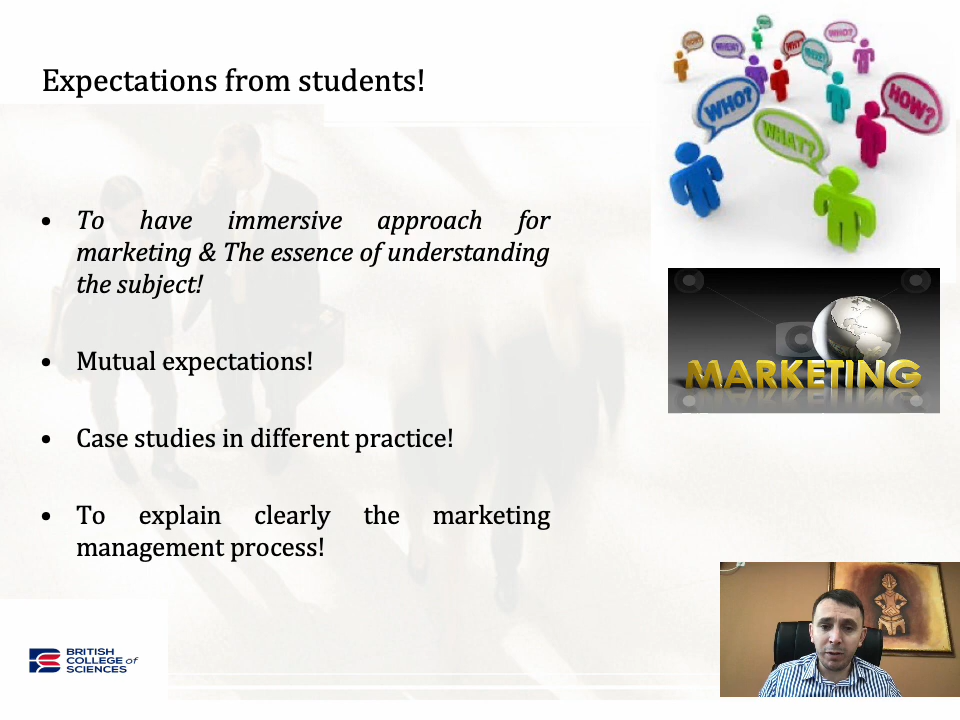 Expectations from students!
• To have immersive approach for
marketing & The essence of understanding
the subject!
• Mutual expectations!
• Case studies in different practice!
• To explain clearly the marketing
management process!
HOW?
WHEN?
WHY?
WHO?
WHO?
WHAT?
HOW?
MARKETING
BRITISH
COLLEGE of
SCIENCES